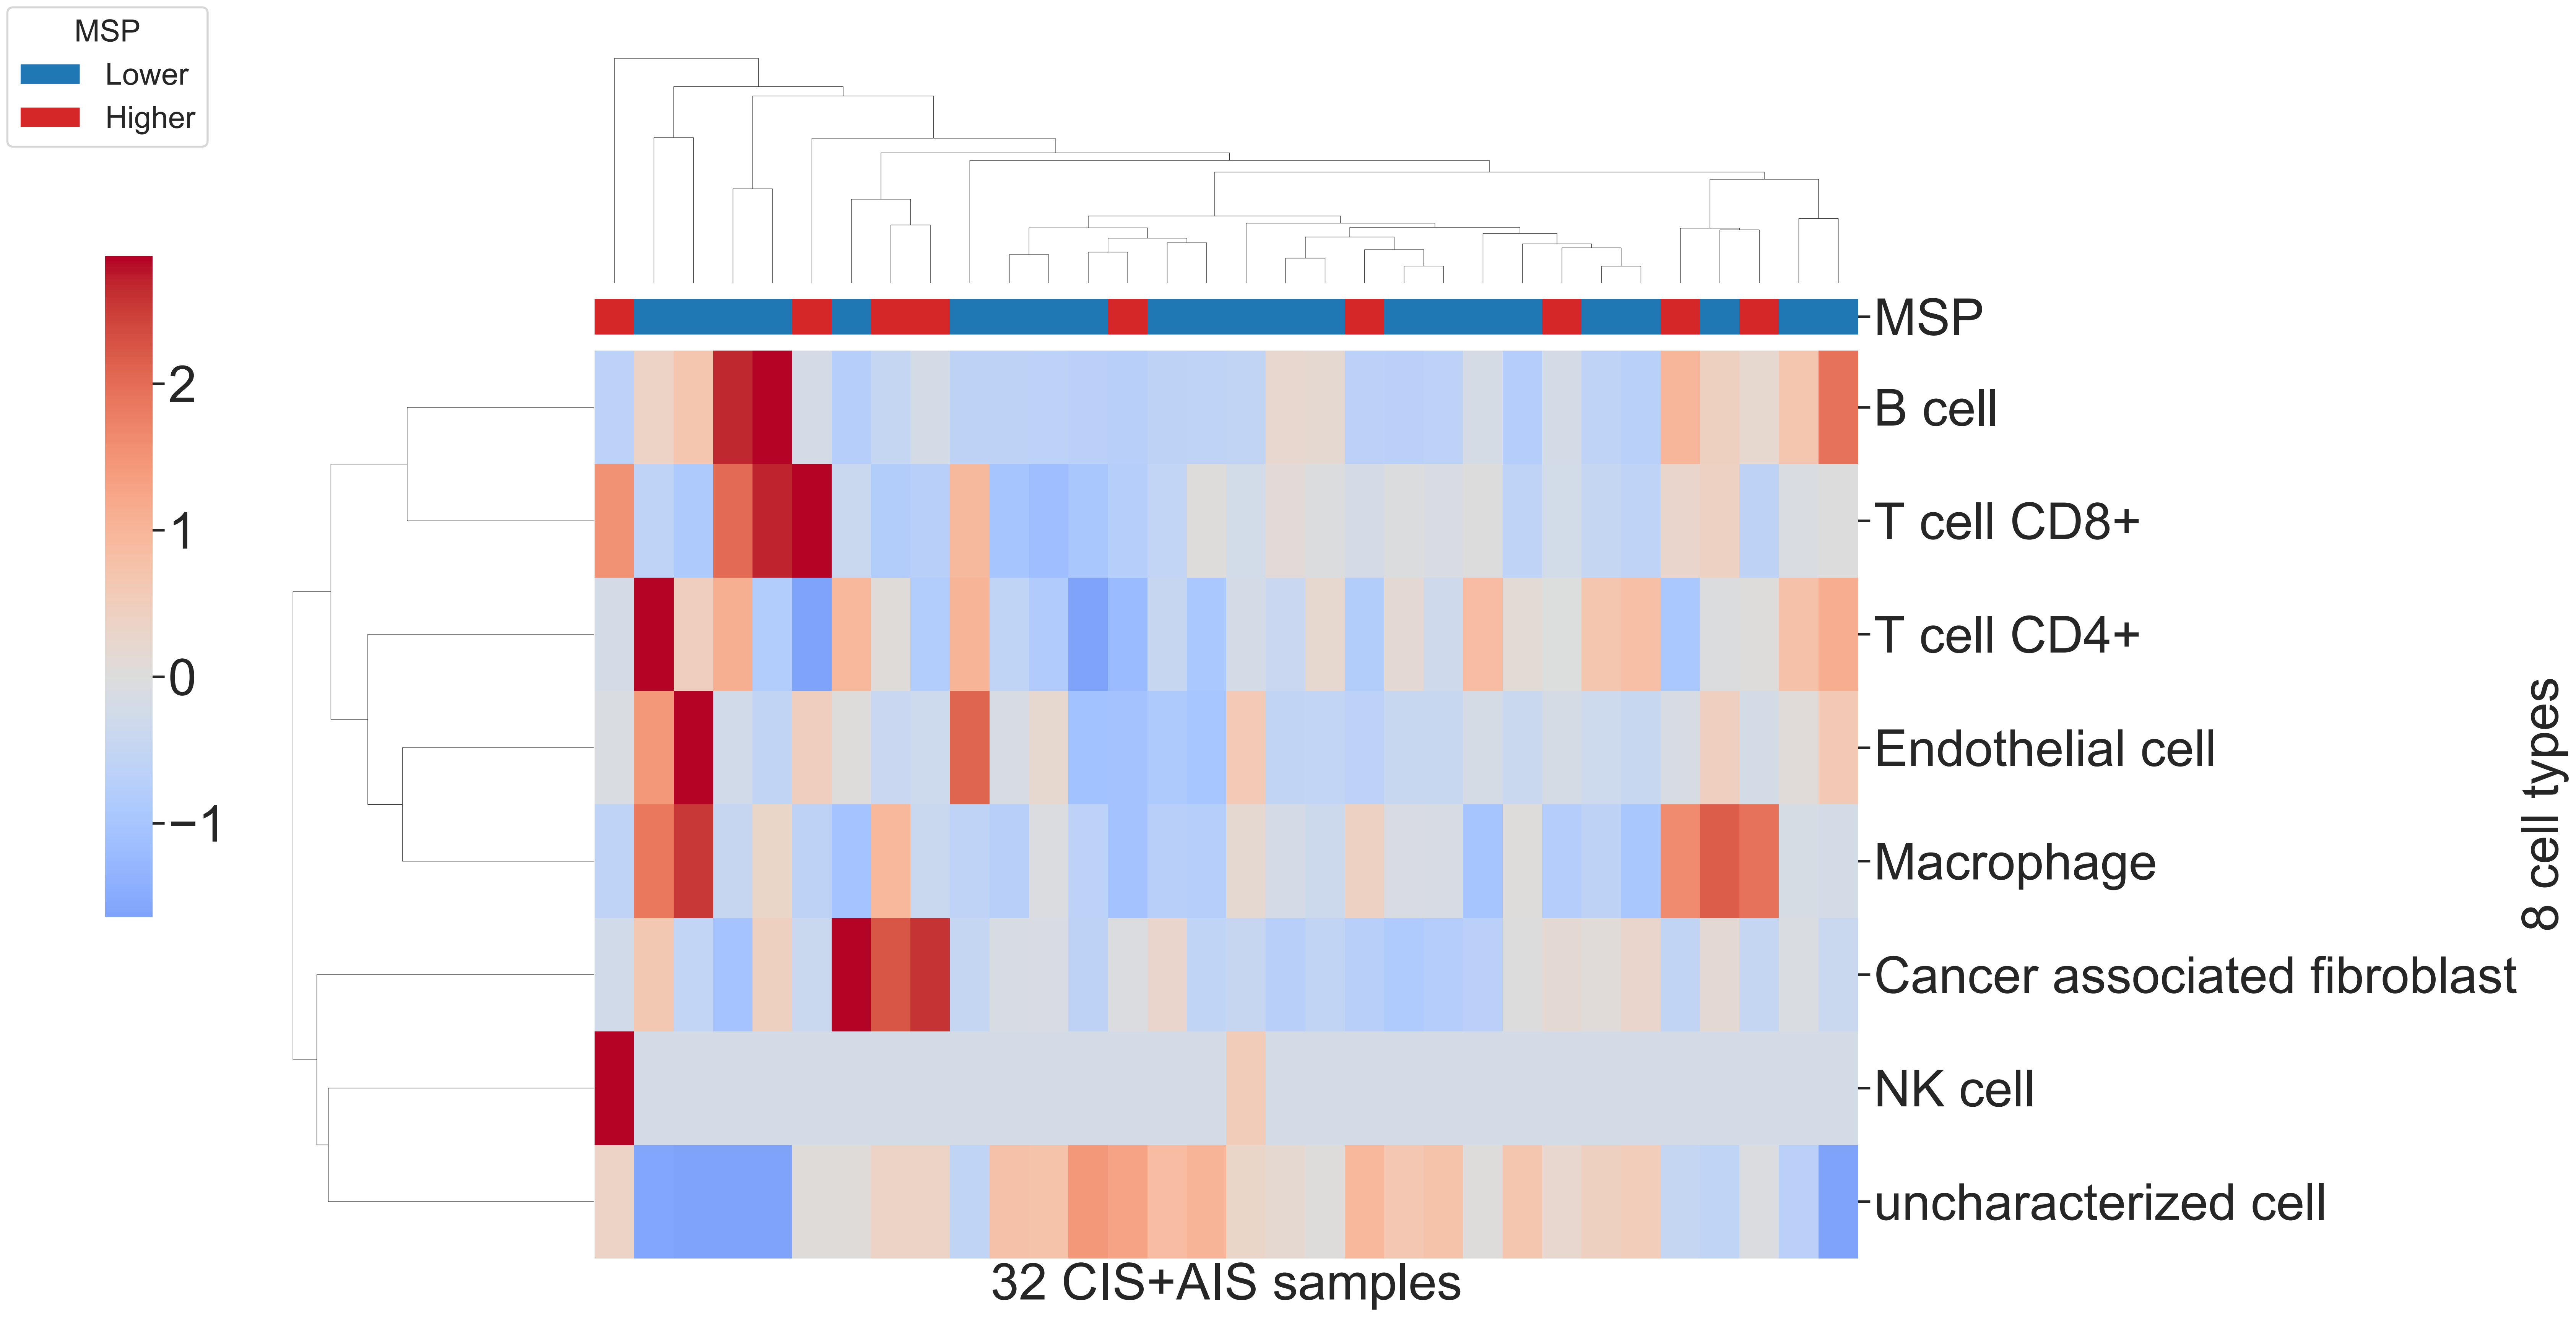 MSP
Lower
Higher
2
1
0
−1
MSP
B cell
T cell CD8+
T cell CD4+
Endothelial cell
Macrophage
Cancer associated fibroblast
NK cell
uncharacterized cell
8 cell types
32 CIS+AIS samples